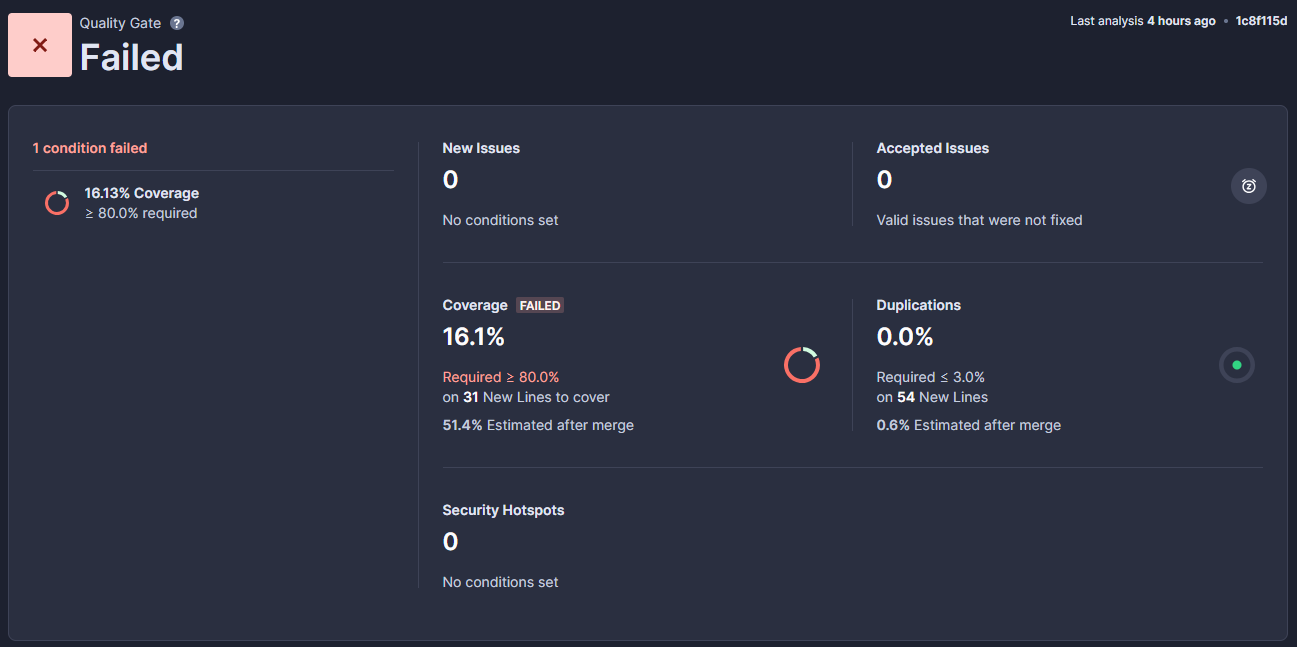 Quality Gate ?
Failed
Last analysis 4 hours ago • 1c8f115d
1 condition failed
16.13% Coverage
≥ 80.0% required
New Issues
0
No conditions set
Accepted Issues
0
Valid issues that were not fixed
Coverage FAILED
16.1%
Required ≥ 80.0%
on 31 New Lines to cover
51.4% Estimated after merge
Duplications
0.0%
Required ≤ 3.0%
on 54 New Lines
0.6% Estimated after merge
Security Hotspots
0
No conditions set